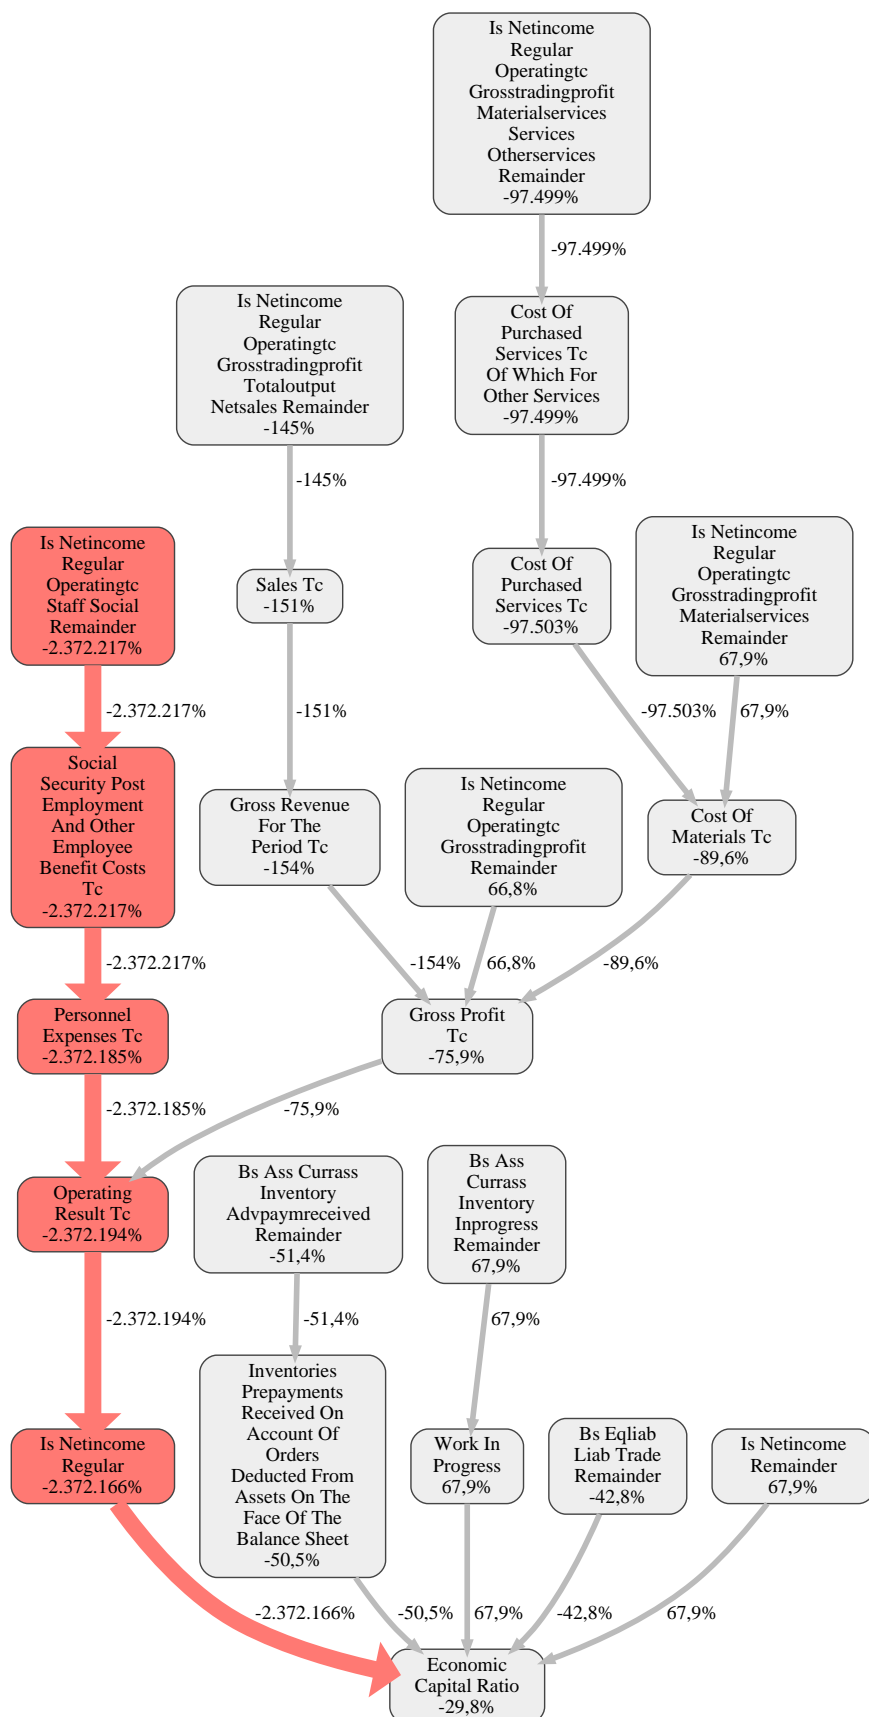 Is Netincome
Regular
Operatingtc
Grosstradingprofit
Materialservices
Services
Otherservices
Remainder
-97.499%
-97.499%
Is Netincome
Regular
Operatingtc
Grosstradingprofit
Totaloutput
Netsales Remainder
-145%
Cost Of
Purchased
Services Tc
Of Which For
Other Services
-97.499%
-145%
-97.499%
Is Netincome
Regular
Operatingtc
Staff Social
Remainder
-2.372.217%
Sales Tc
-151%
Cost Of
Purchased
Services Tc
-97.503%
Is Netincome
Regular
Operatingtc
Grosstradingprofit
Materialservices
Remainder
67,9%
-2.372.217%
-151%
-97.503%
67,9%
Social
Security Post
Employment
And Other
Employee
Benefit Costs
Tc
-2.372.217%
Gross Revenue
For The
Period Tc
-154%
Is Netincome
Regular
Operatingtc
Grosstradingprofit
Remainder
66,8%
Cost Of
Materials Tc
-89,6%
-2.372.217%
-154%
66,8%
-89,6%
Personnel
Expenses Tc
-2.372.185%
Gross Profit
Tc
-75,9%
-2.372.185%
-75,9%
Operating
Result Tc
-2.372.194%
Bs Ass Currass
Inventory
Advpaymreceived
Remainder
-51,4%
Bs Ass
Currass
Inventory
Inprogress
Remainder
67,9%
-2.372.194%
-51,4%
67,9%
Is Netincome
Regular
-2.372.166%
Inventories
Prepayments
Received On
Account Of
Orders
Deducted From
Assets On The
Face Of The
Balance Sheet
-50,5%
Work In
Progress
67,9%
Bs Eqliab
Liab Trade
Remainder
-42,8%
Is Netincome
Remainder
67,9%
-2.372.166%
-50,5%
67,9%
-42,8%
67,9%
Economic
Capital Ratio
-29,8%